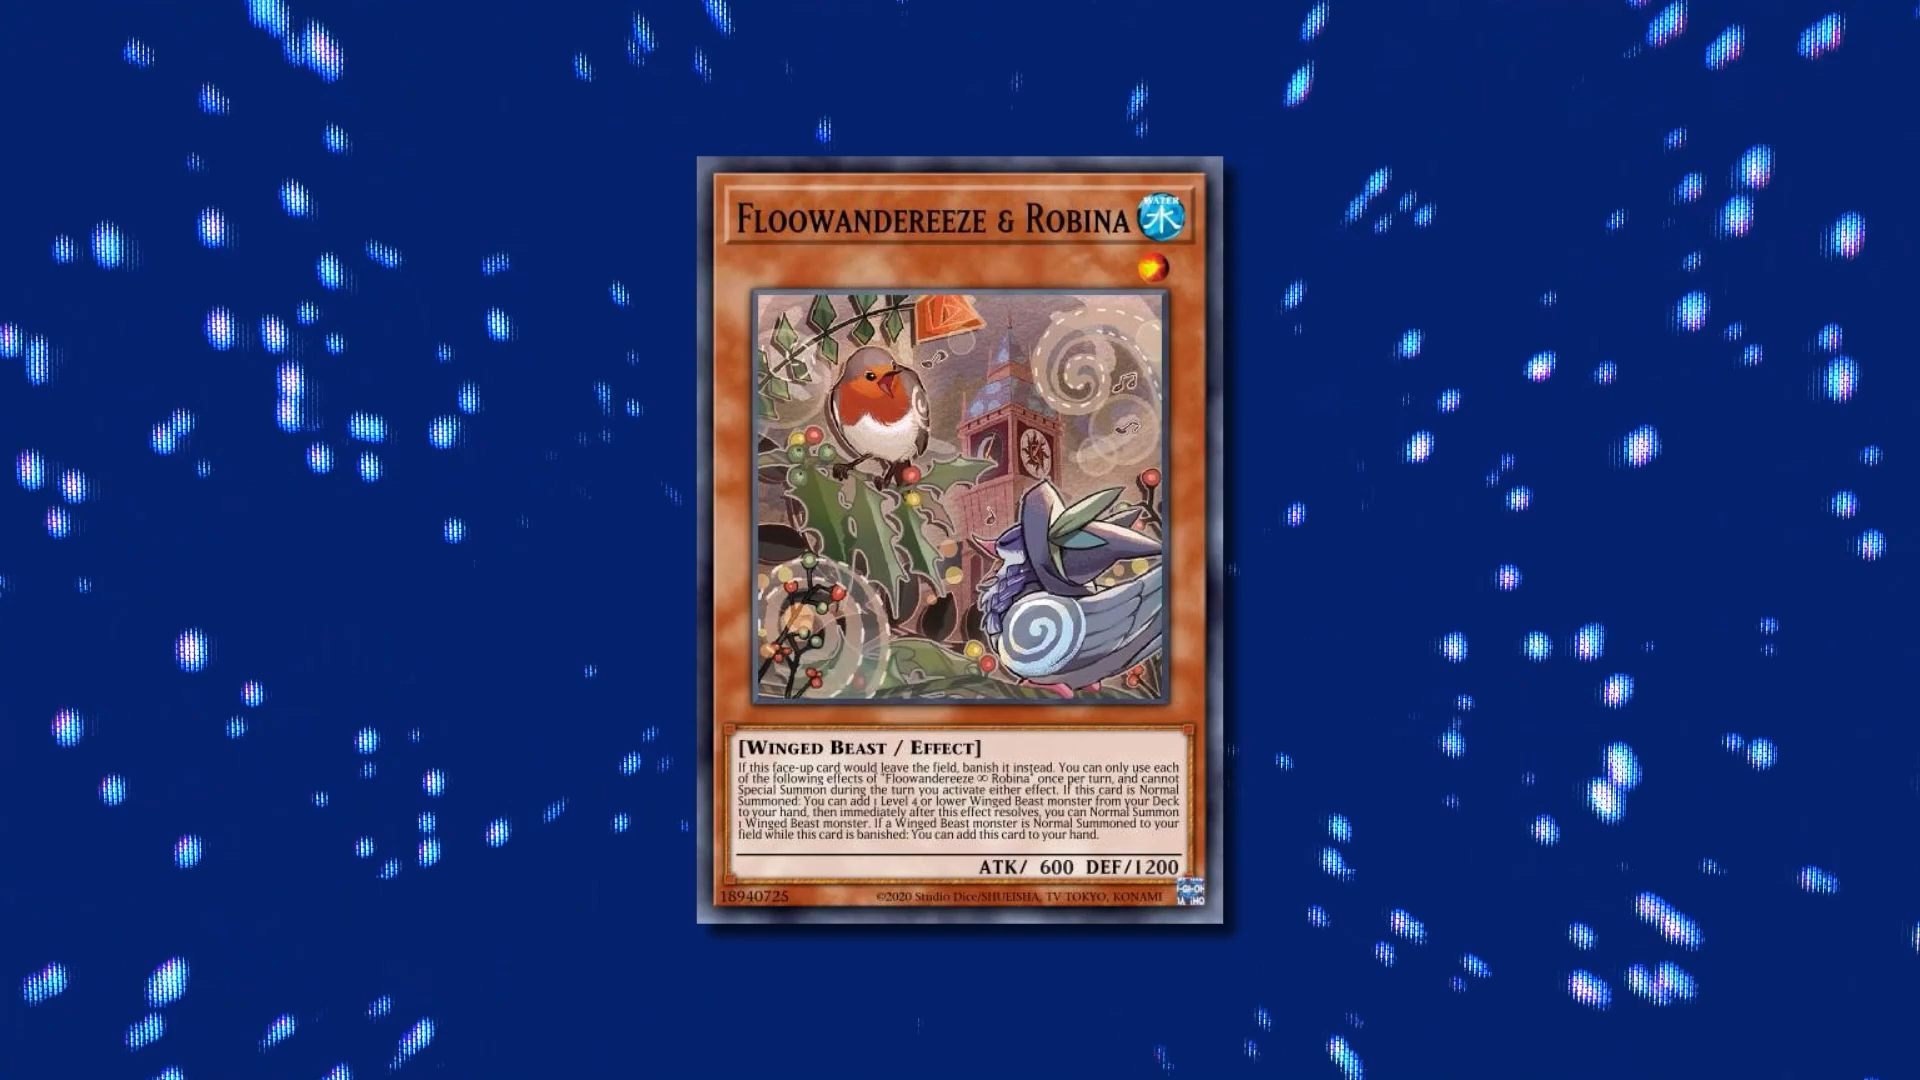 FLOOWANDEREEZE & ROBINA
WATER
水
[WINGED BEAST / EFFECT]
If this face-up card would leave the field, banish it instead. You can only use each
of the following effects of "Floowandereeze ∞ Robina" once per turn, and cannot
Special Summon during the turn you activate either effect. If this card is Normal
Summoned: You can add 1 Level 4 or lower Winged Beast monster from your Deck
to your hand, then immediately after this effect resolves, you can Normal Summon
1 Winged Beast monster. If a Winged Beast monster is Normal Summoned to your
field while this card is banished: You can add this card to your hand.
ATK/ 600 DEF/1200
18940725 ©2020 Studio Dice/SHUEISHA, TV TOKYO, KONAMI